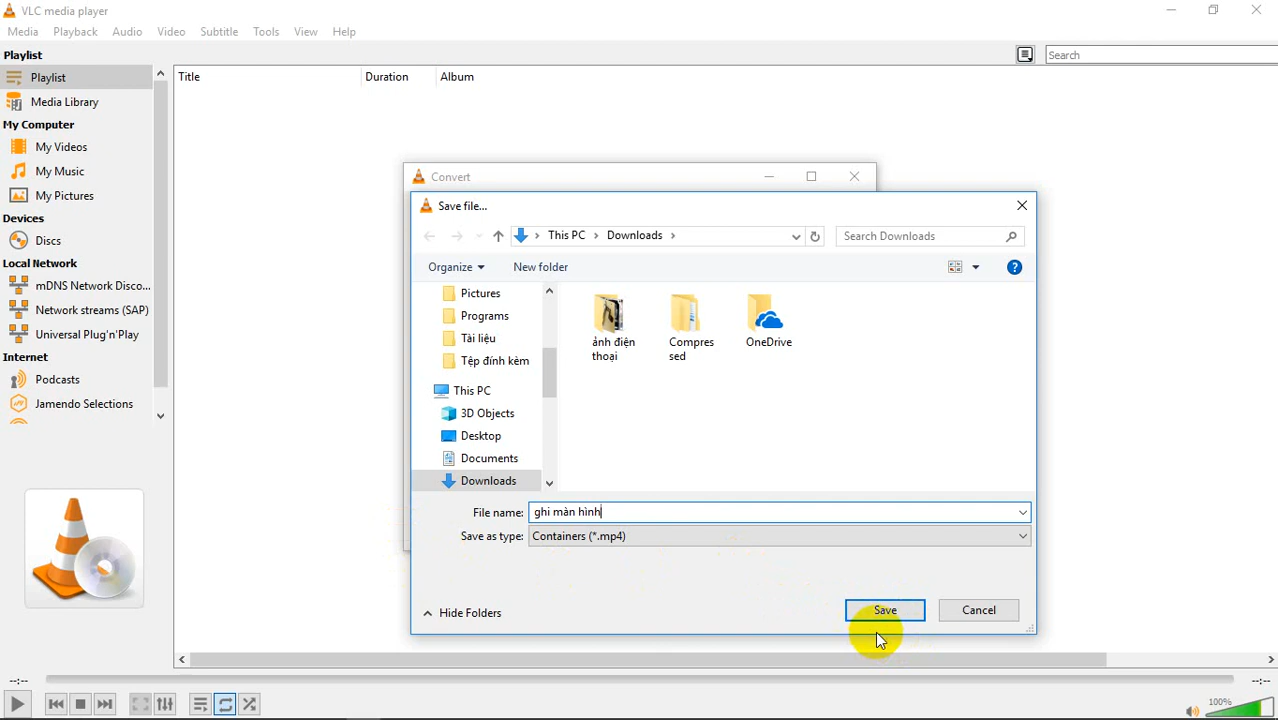 VLC media player
Media Playback Audio Video Subtitle Tools View Help
Playlist
Search
Playlist
Title Duration Album
Media Library
My Computer
My Videos
My Music
My Pictures
Devices
Discs
Local Network
mDNS Network Disco...
Network streams (SAP)
Universal Plug'n'Play
Internet
Podcasts
Jamendo Selections
Convert
Save file...
This PC Downloads
Search Downloads
Organize New folder
Pictures
Programs
Tài liệu
Tệp đính kèm
This PC
3D Objects
Desktop
Documents
Downloads
ảnh điện
thoại
Compres
sed
OneDrive
File name: ghi màn hình
Save as type: Containers (*.mp4)
Hide Folders
Save
Cancel
--:--
--:--
100%